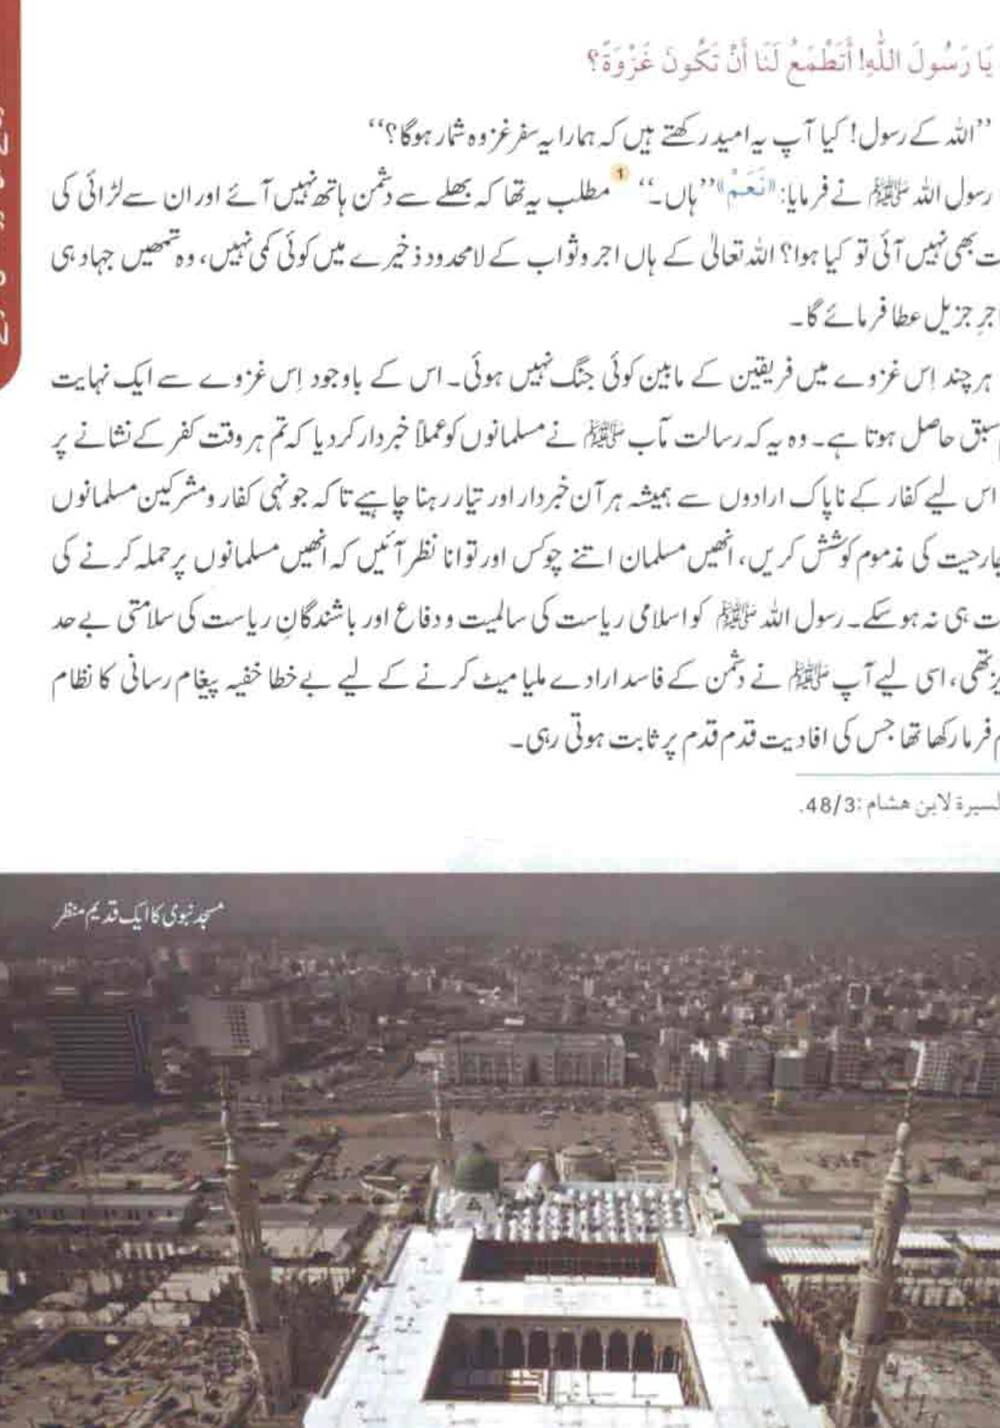 یَا رَسُولَ اللّٰهِ! أَتَطْمَعُ لَنَا أَنْ تَكُونَ غَزْوَةً؟
’’اللہ کے رسول! کیا آپ یہ امید رکھتے ہیں کہ ہمارا یہ سفر غزوہ شمار ہوگا؟‘‘
رسول اللہ ﷺ نے فرمایا: «نَعَمْ» ’’ہاں۔‘‘ 1 مطلب یہ تھا کہ بھلے سے دشمن ہاتھ نہیں آئے اور ان سے لڑائی کی
بھی نہیں آئی تو کیا ہوا؟ اللہ تعالیٰ کے ہاں اجر و ثواب کے لامحدود ذخیرے میں کوئی کمی نہیں، وہ تمھیں جہاد ہی
اجرِ جزیل عطا فرمائے گا۔
ہر چند اِس غزوے میں فریقین کے مابین کوئی جنگ نہیں ہوئی۔ اس کے باوجود اِس غزوے سے ایک نہایت
سبق حاصل ہوتا ہے۔ وہ یہ کہ رسالت مآب ﷺ نے مسلمانوں کو عملاً خبردار کر دیا کہ تم ہر وقت کفر کے نشانے پر
اس لیے کفار کے ناپاک ارادوں سے ہمیشہ ہر آن خبردار اور تیار رہنا چاہیے تاکہ جونہی کفار و مشرکین مسلمانوں
جارحیت کی مذموم کوشش کریں، انھیں مسلمان اتنے چوکس اور توانا نظر آئیں کہ انھیں مسلمانوں پر حملہ کرنے کی
ہی نہ ہو سکے۔ رسول اللہ ﷺ کو اسلامی ریاست کی سالمیت و دفاع اور باشندگانِ ریاست کی سلامتی بے حد
تھی، اسی لیے آپ ﷺ نے دشمن کے فاسد ارادے ملیا میٹ کرنے کے لیے بے خطا خفیہ پیغام رسانی کا نظام
فرما رکھا تھا جس کی افادیت قدم قدم پر ثابت ہوتی رہی۔
السیرة لابن هشام: 48/3.
مسجد نبوی کا ایک قدیم منظر